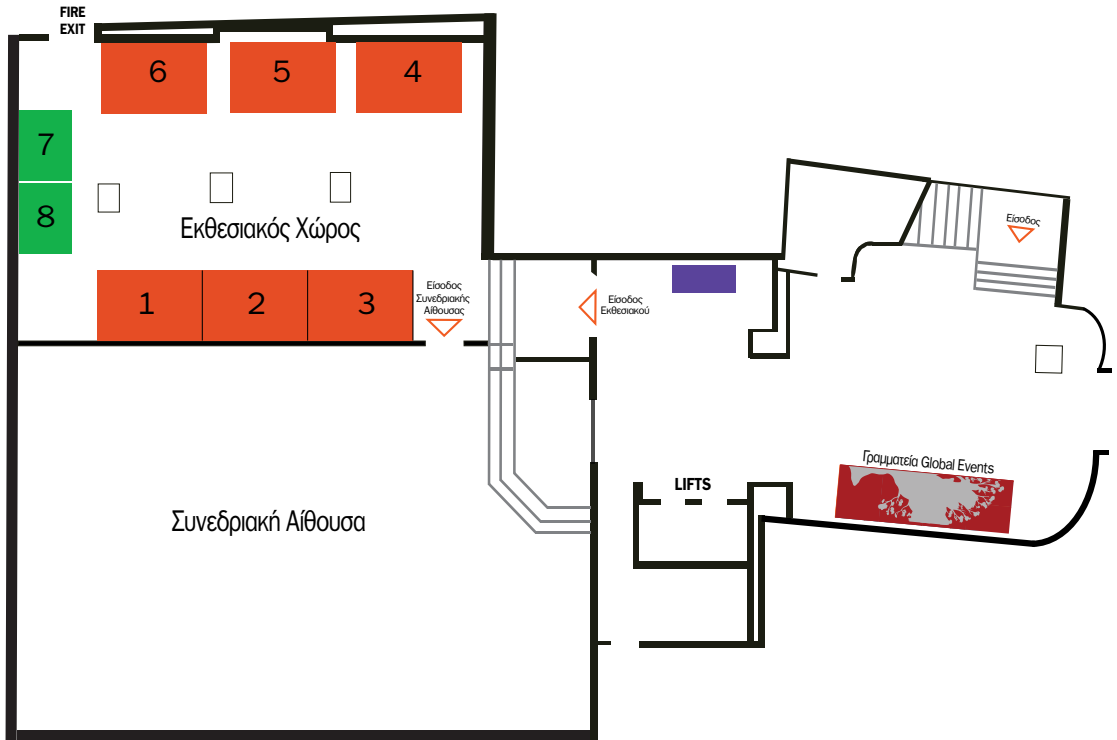 FIRE
EXIT
6
5
4
7
8
Εκθεσιακός Χώρος
Είσοδος
1
2
3
Είσοδος
Συνεδριακής
Αίθουσας
Είσοδος
Εκθεσιακού
Γραμματεία Global Events
LIFTS
Συνεδριακή Αίθουσα